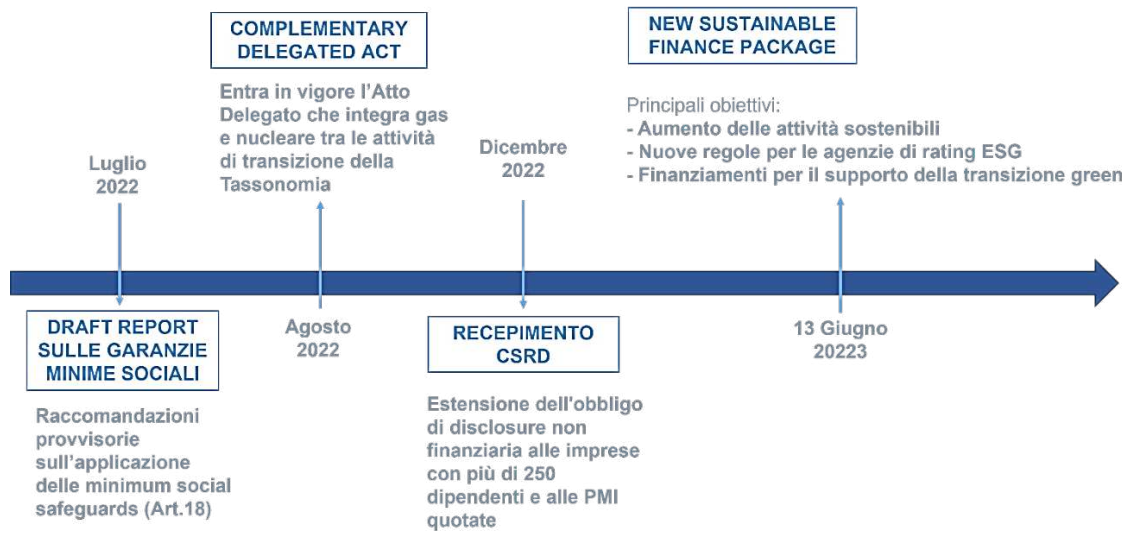 Luglio
2022
DRAFT REPORT
SULLE GARANZIE
MINIME SOCIALI
Raccomandazioni
provvisorie
sull'applicazione
delle minimum social
safeguards (Art.18)
COMPLEMENTARY
DELEGATED ACT
Entra in vigore l'Atto
Delegato che integra gas
e nucleare tra le attività
di transizione della
Tassonomia
Agosto
2022
Dicembre
2022
RECEPIMENTO
CSRD
Estensione dell'obbligo
di disclosure non
finanziaria alle imprese
con più di 250
dipendenti e alle PMI
quotate
NEW SUSTAINABLE
FINANCE PACKAGE
Principali obiettivi:
- Aumento delle attività sostenibili
- Nuove regole per le agenzie di rating ESG
- Finanziamenti per il supporto della transizione green
13 Giugno
20223